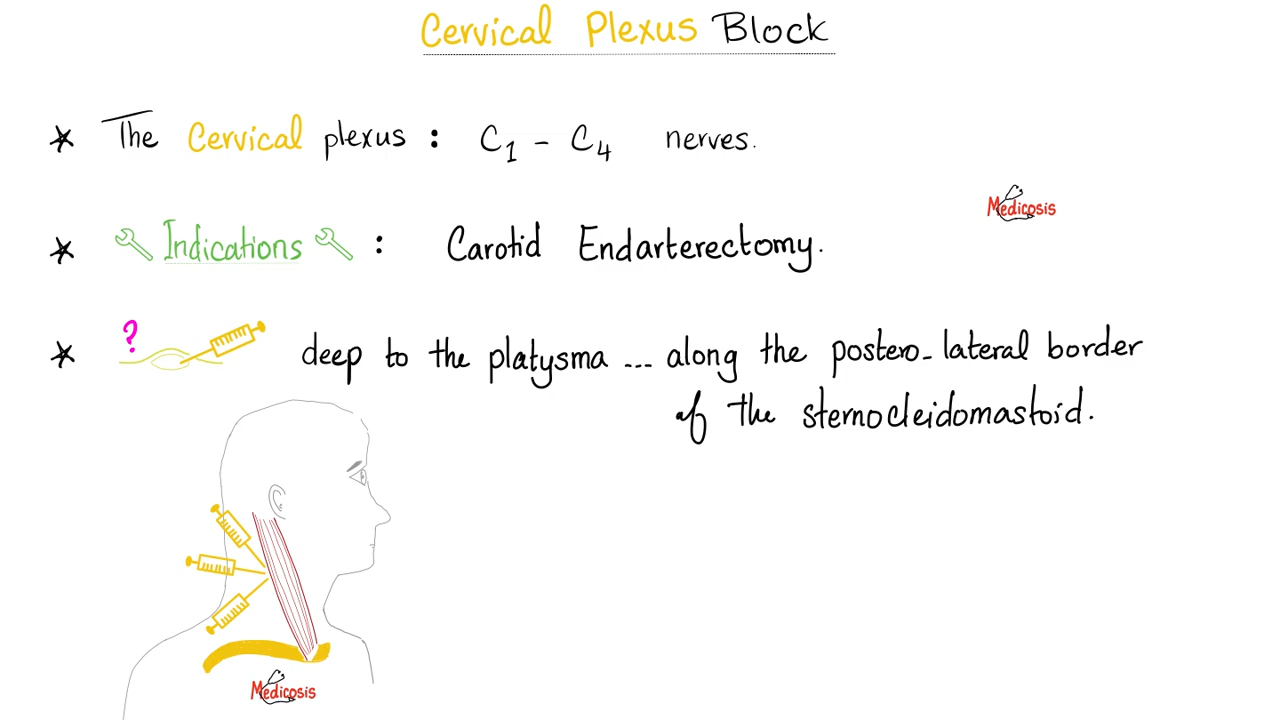 Cervical Plexus Block
* The Cervical plexus : C1 - C4 nerves.
Medicosis
* Indications : Carotid Endarterectomy.
* ? deep to the platysma ... along the postero-lateral border
of the sternocleidomastoid.
Medicosis